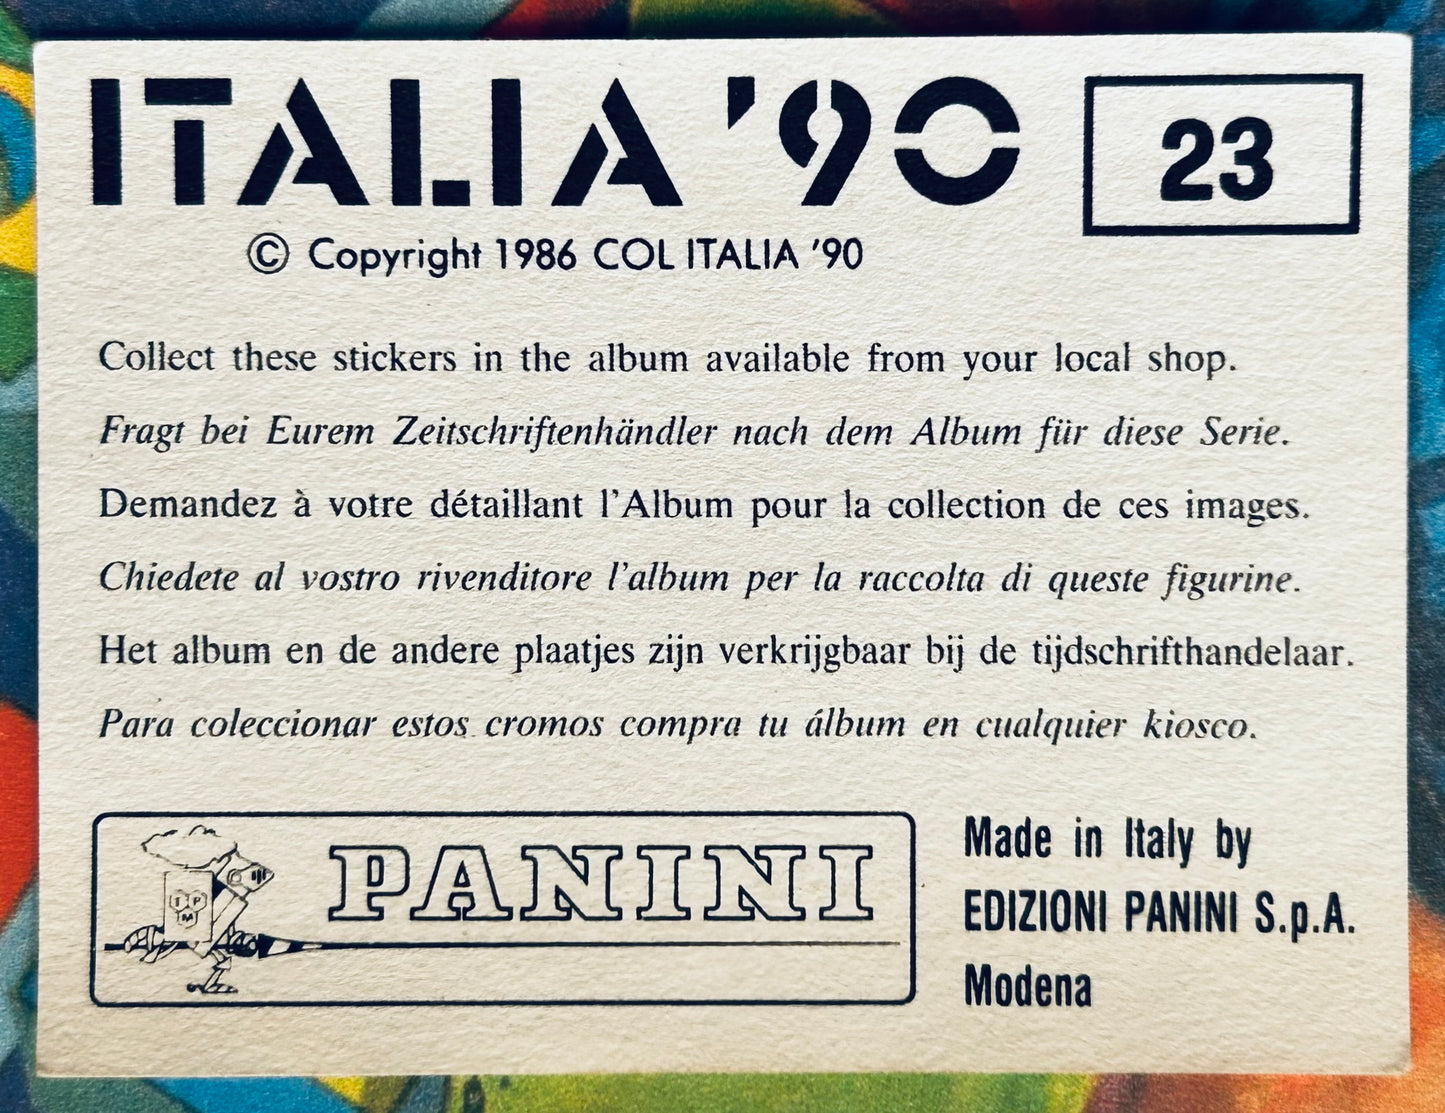 ITALIA '90
23
© Copyright 1986 COL ITALIA '90
Collect these stickers in the album available from your local shop.
Fragt bei Eurem Zeitschriftenhändler nach dem Album für diese Serie.
Demandez à votre détaillant l'Album pour la collection de ces images.
Chiedete al vostro rivenditore l'album per la raccolta di queste figurine.
Het album en de andere plaatjes zijn verkrijgbaar bij de tijdschrifthandelaar.
Para coleccionar estos cromos compra tu álbum en cualquier kiosco.
IPM
PANINI
Made in Italy by
EDIZIONI PANINI S.p.A.
Modena